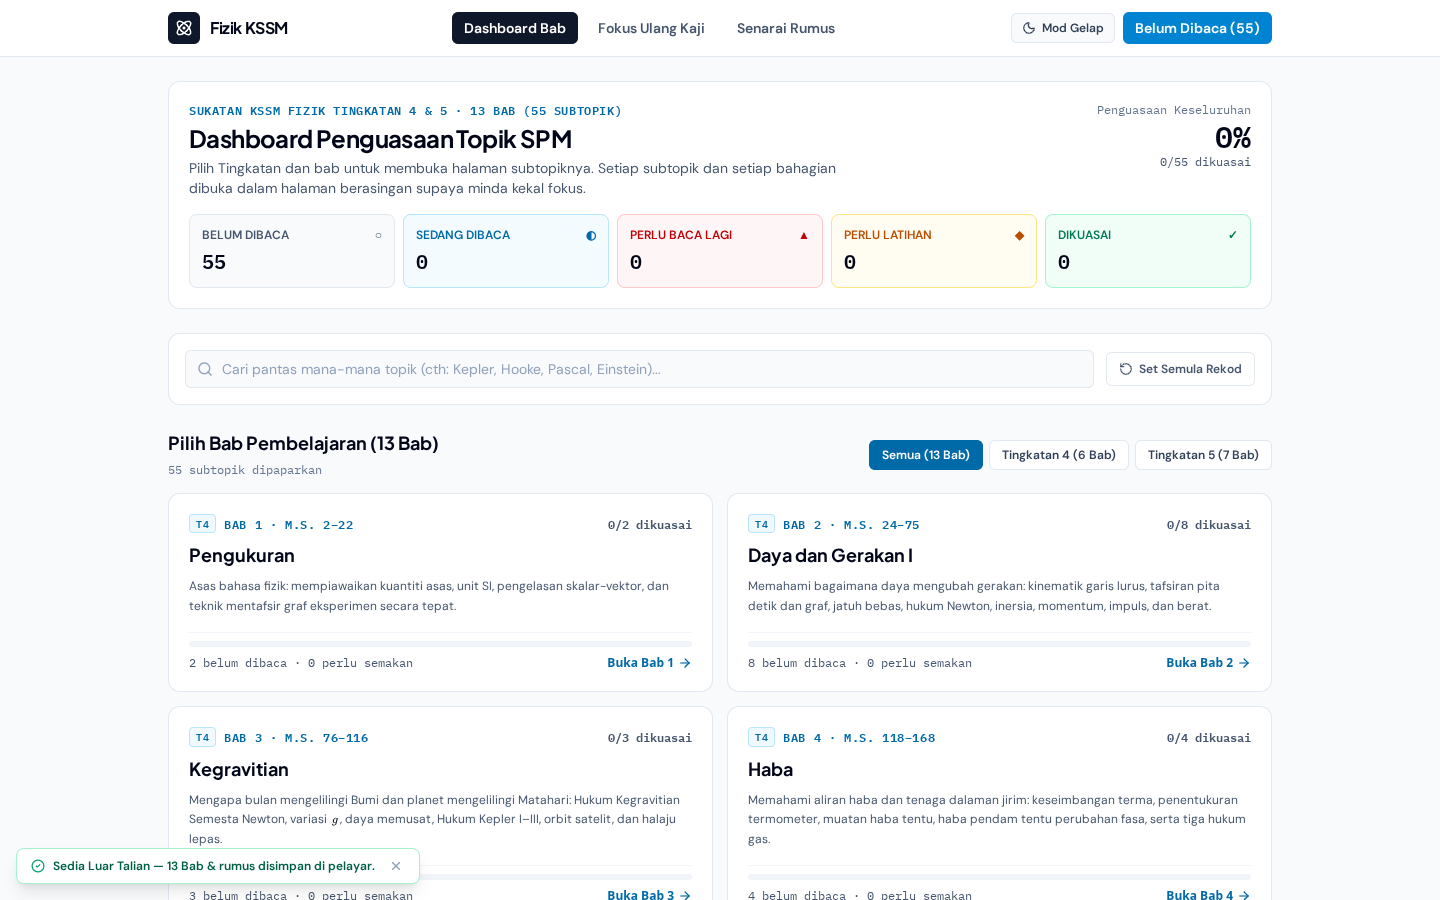 Fizik KSSM
Dashboard Bab
Fokus Ulang Kaji
Senarai Rumus
Mod Gelap
Belum Dibaca (55)
SUKATAN KSSM FIZIK TINGKATAN 4 & 5 · 13 BAB (55 SUBTOPIK)
Dashboard Penguasaan Topik SPM
Pilih Tingkatan dan bab untuk membuka halaman subtopiknya. Setiap subtopik dan setiap bahagian
dibuka dalam halaman berasingan supaya minda kekal fokus.
Penguasaan Keseluruhan
0%
0/55 dikuasai
BELUM DIBACA ○
55
SEDANG DIBACA ◐
0
PERLU BACA LAGI ▲
0
PERLU LATIHAN ◆
0
DIKUASAI ✓
0
Cari pantas mana-mana topik (cth: Kepler, Hooke, Pascal, Einstein)...
Set Semula Rekod
Pilih Bab Pembelajaran (13 Bab)
55 subtopik dipaparkan
Semua (13 Bab)
Tingkatan 4 (6 Bab)
Tingkatan 5 (7 Bab)
T4 BAB 1 · M.S. 2–22
0/2 dikuasai
Pengukuran
Asas bahasa fizik: mempiawaikan kuantiti asas, unit SI, pengelasan skalar-vektor, dan
teknik mentafsir graf eksperimen secara tepat.
2 belum dibaca · 0 perlu semakan
Buka Bab 1 →
T4 BAB 2 · M.S. 24–75
0/8 dikuasai
Daya dan Gerakan I
Memahami bagaimana daya mengubah gerakan: kinematik garis lurus, tafsiran pita
detik dan graf, jatuh bebas, hukum Newton, inersia, momentum, impuls, dan berat.
8 belum dibaca · 0 perlu semakan
Buka Bab 2 →
T4 BAB 3 · M.S. 76–116
0/3 dikuasai
Kegravitian
Mengapa bulan mengelilingi Bumi dan planet mengelilingi Matahari: Hukum Kegravitian
Semesta Newton, variasi g, daya memusat, Hukum Kepler I–III, orbit satelit, dan halaju
lepas.
3 belum dibaca · 0 perlu semakan
Buka Bab 3 →
T4 BAB 4 · M.S. 118–168
0/4 dikuasai
Haba
Memahami aliran haba dan tenaga dalaman jirim: keseimbangan terma, penentukuran
termometer, muatan haba tentu, haba pendam tentu perubahan fasa, serta tiga hukum
gas.
4 belum dibaca · 0 perlu semakan
Buka Bab 4 →
Sedia Luar Talian — 13 Bab & rumus disimpan di pelayar.